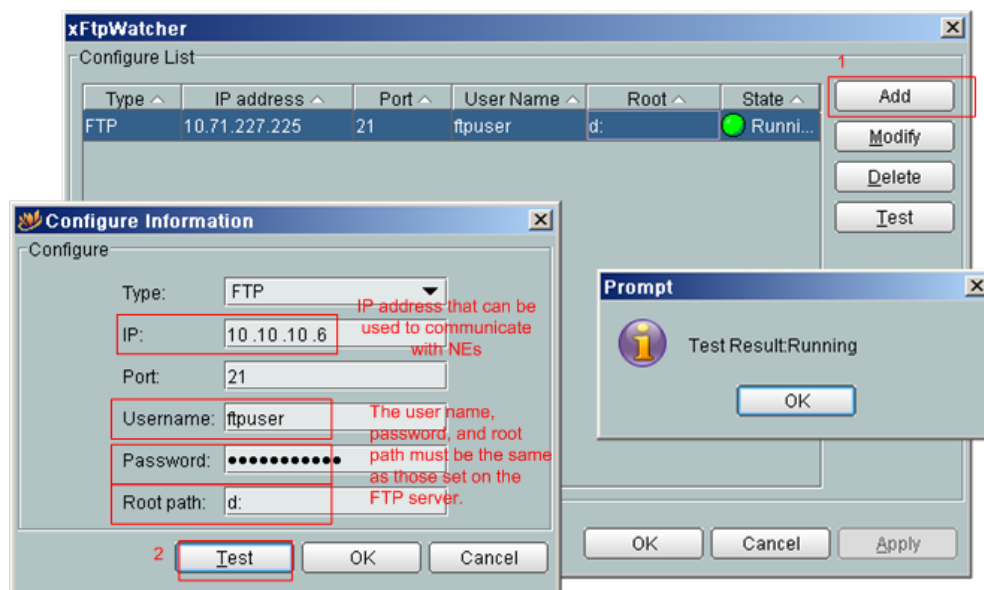 xFtpWatcher
Configure List
1
Type IP address Port User Name Root State
FTP 10.71.227.225 21 ftpuser d: Runni...
Add
Modify
Delete
Test
Configure Information
Configure
Type: FTP
IP: 10 .10 .10 .6
IP address that can be
used to communicate
with NEs
Port: 21
Username: ftpuser
Password: ●●●●●●●●●●●
Root path: d:
The user name,
password, and root
path must be the same
as those set on the
FTP server.
2
Test OK Cancel
Prompt
Test Result:Running
OK
OK Cancel Apply